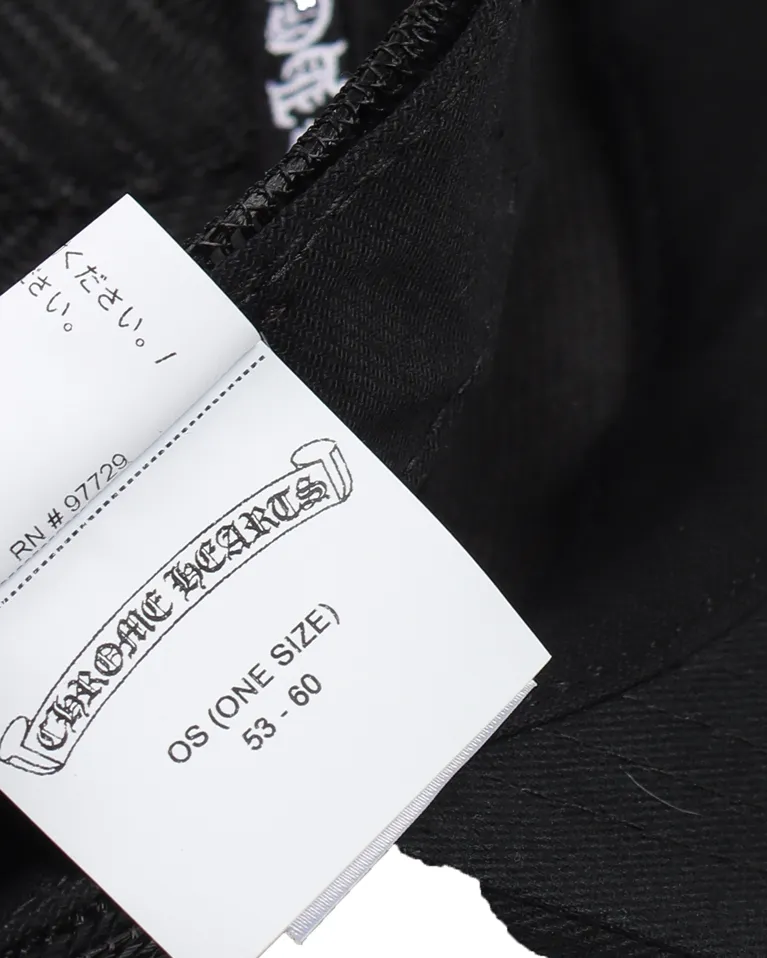 ください。/
さい。
RN # 97729
CHROME HEARTS
OS (ONE SIZE)
53 - 60